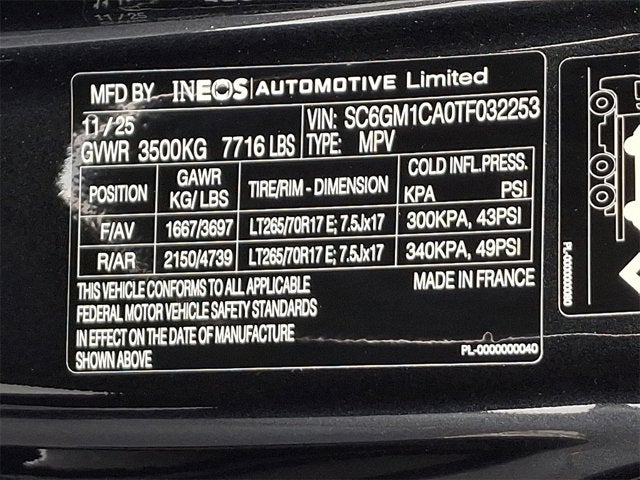 MFD BY INEOS AUTOMOTIVE Limited
11/25 VIN: SC6GM1CA0TF032253
GVWR 3500KG 7716 LBS TYPE: MPV
POSITION GAWR KG/LBS TIRE/RIM - DIMENSION COLD INFL.PRESS. KPA PSI
F/AV 1667/3697 LT265/70R17 E; 7.5Jx17 300KPA, 43PSI
R/AR 2150/4739 LT265/70R17 E; 7.5Jx17 340KPA, 49PSI
THIS VEHICLE CONFORMS TO ALL APPLICABLE MADE IN FRANCE
FEDERAL MOTOR VEHICLE SAFETY STANDARDS
IN EFFECT ON THE DATE OF MANUFACTURE
SHOWN ABOVE PL-0000000040